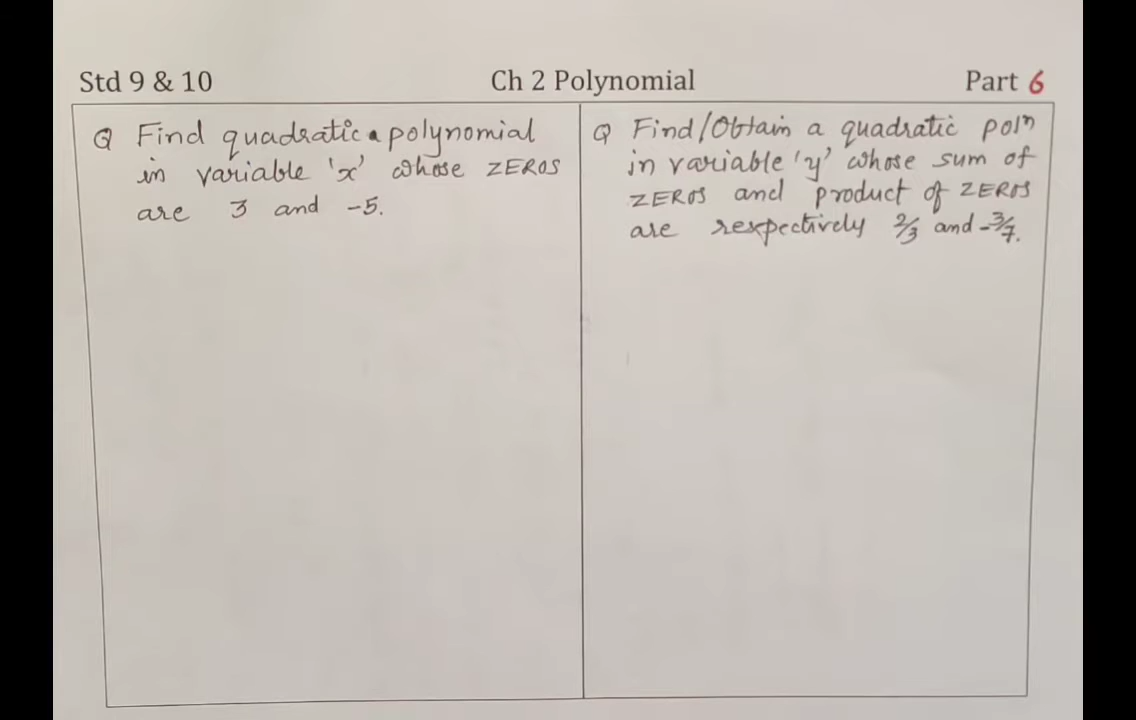 Std 9 & 10
Ch 2 Polynomial
Part 6
Q Find quadratic a polynomial
in variable 'x' whose ZEROS
are 3 and -5.
Q Find/Obtain a quadratic polⁿ
in variable 'y' whose sum of
ZEROS and product of ZEROS
are respectively 2/3 and -3/7.